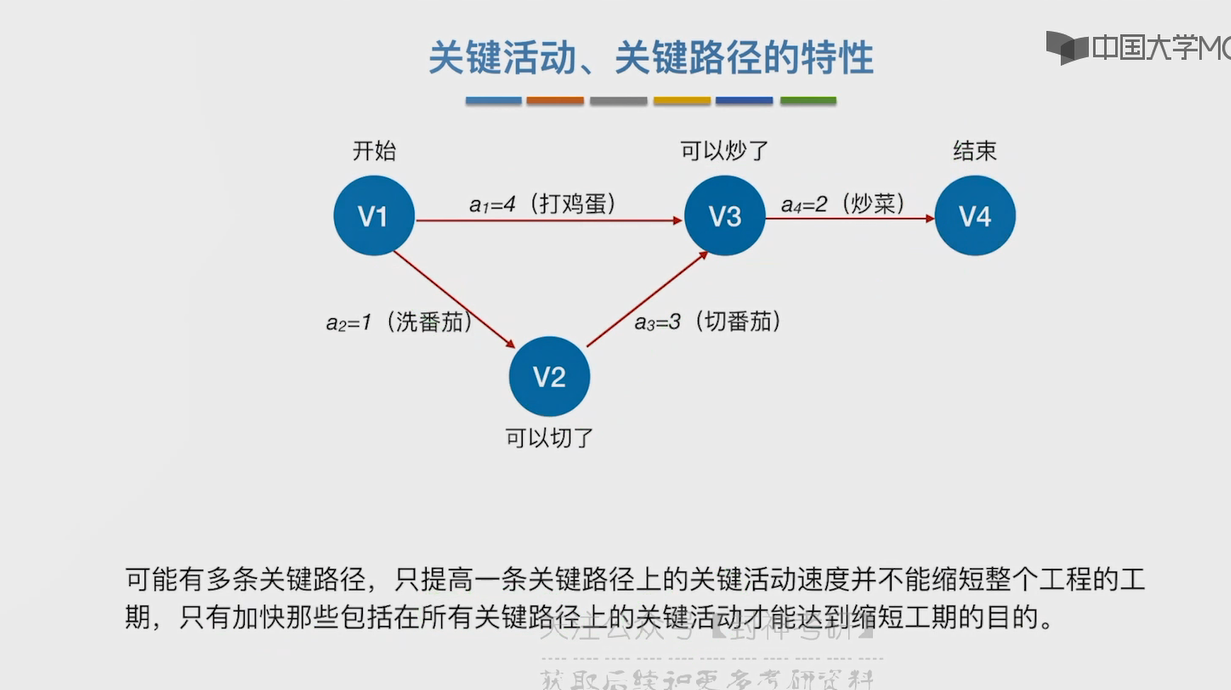 关键活动、关键路径的特性
中国大学MO
开始
可以炒了
结束
V1
a₁=4（打鸡蛋）
V3
a₄=2（炒菜）
V4
a₂=1（洗番茄）
a₃=3（切番茄）
V2
可以切了
可能有多条关键路径，只提高一条关键路径上的关键活动速度并不能缩短整个工程的工
期，只有加快那些包括在所有关键路径上的关键活动才能达到缩短工期的目的。
关注公众号【封神考研】
获取后续和更多考研资料